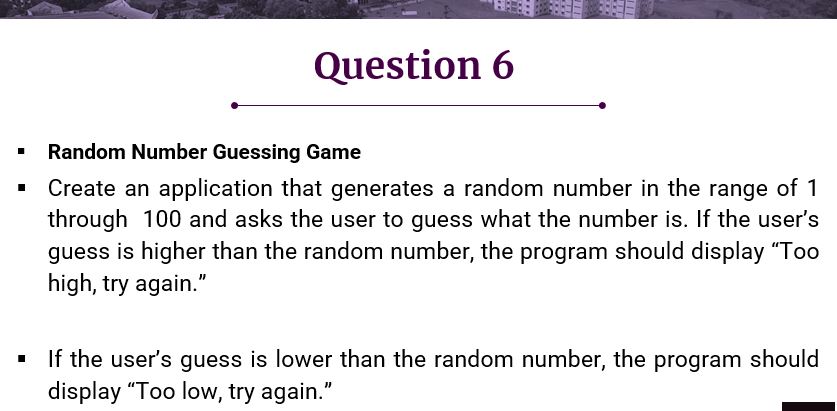 Question 6
▪ Random Number Guessing Game
▪ Create an application that generates a random number in the range of 1
through 100 and asks the user to guess what the number is. If the user’s
guess is higher than the random number, the program should display “Too
high, try again.”
▪ If the user’s guess is lower than the random number, the program should
display “Too low, try again.”